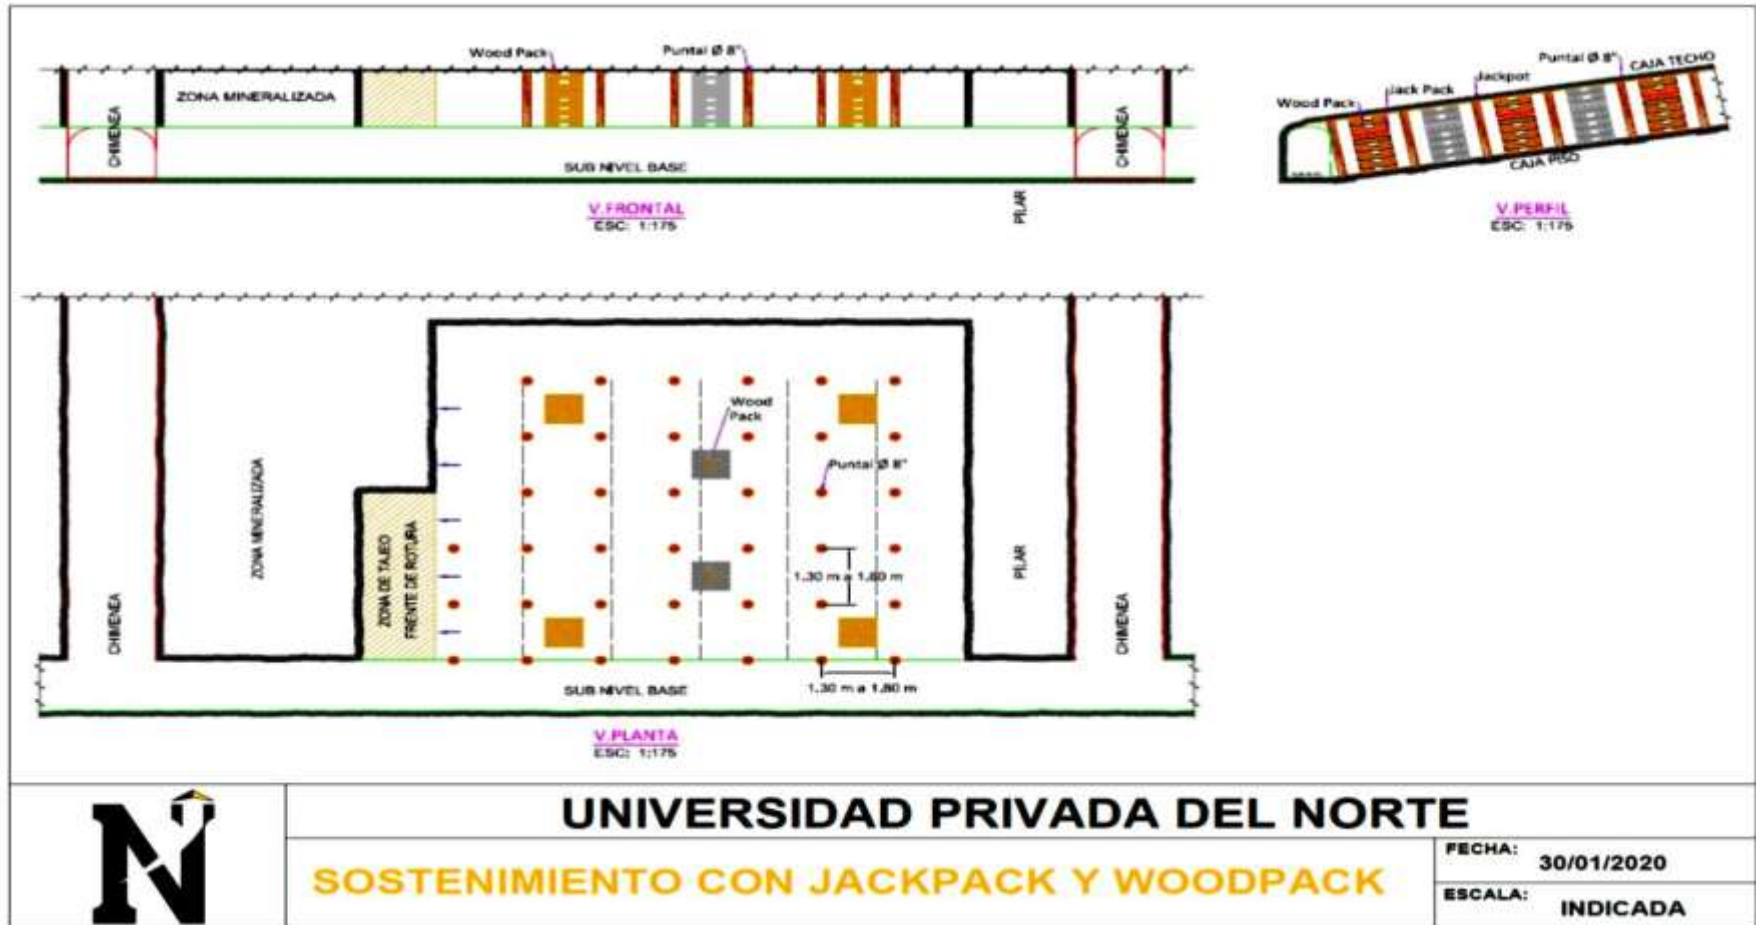 Wood Pack
Puntal Ø 8"
ZONA MINERALIZADA
CHIMENEA
CHIMENEA
SUB NIVEL BASE
PILAR
V.FRONTAL
ESC: 1:175
Puntal Ø 8"
CAJA TECHO
Jackpot
Jack Pack
Wood Pack
CAJA PISO
V.PERFIL
ESC: 1:175
Wood
Pack
Puntal Ø 8"
ZONA MINERALIZADA
ZONA DE TAJEO
FRENTE DE ROTURA
1.30 m a 1.80 m
PILAR
CHIMENEA
CHIMENEA
SUB NIVEL BASE
1.30 m a 1.80 m
V.PLANTA
ESC: 1:175
N
UNIVERSIDAD PRIVADA DEL NORTE
SOSTENIMIENTO CON JACKPACK Y WOODPACK
FECHA:
30/01/2020
ESCALA:
INDICADA